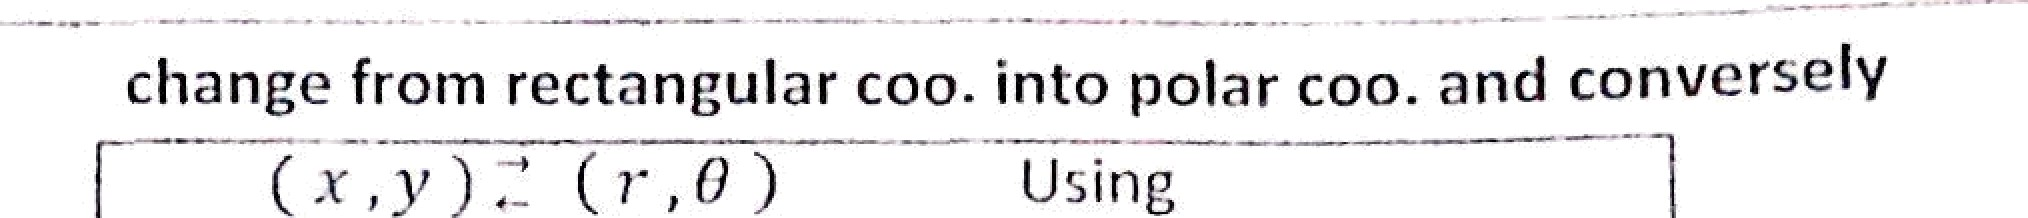 change from rectangular coo. into polar coo. and conversely
( x , y ) ⇄ ( r , θ ) Using